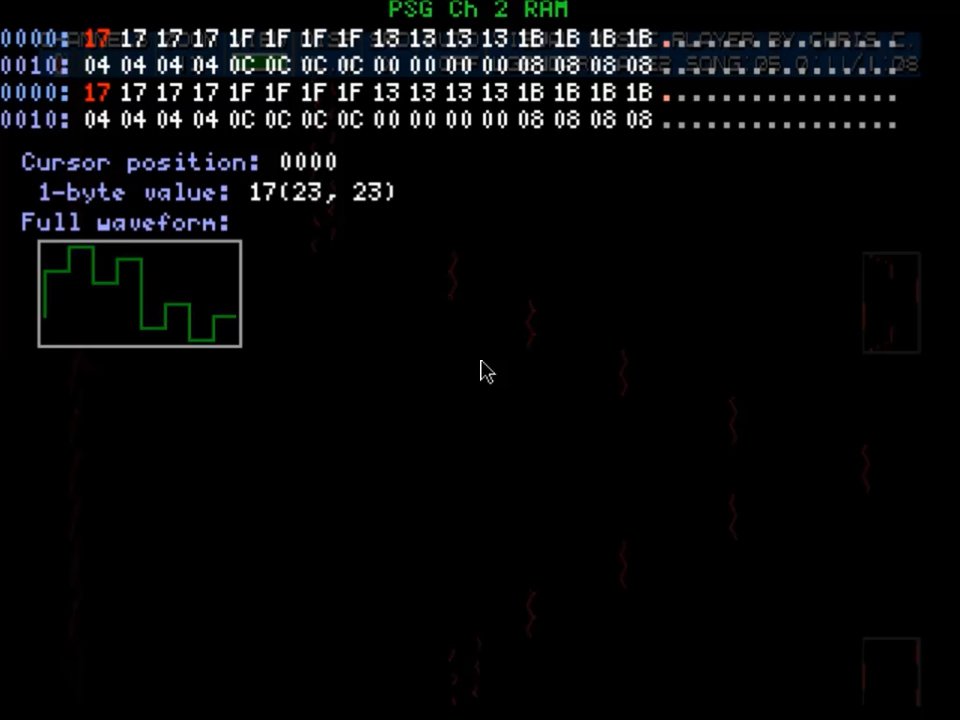 PSG Ch 2 RAM
0000: 17 17 17 17 1F 1F 1F 1F 13 13 13 13 1B 1B 1B 1B ................
0010: 04 04 04 04 0C 0C 0C 0C 00 00 00 00 08 08 08 08 ................
0000: 17 17 17 17 1F 1F 1F 1F 13 13 13 13 1B 1B 1B 1B ................
0010: 04 04 04 04 0C 0C 0C 0C 00 00 00 00 08 08 08 08 ................
Cursor position: 0000
1-byte value: 17(23, 23)
Full waveform: